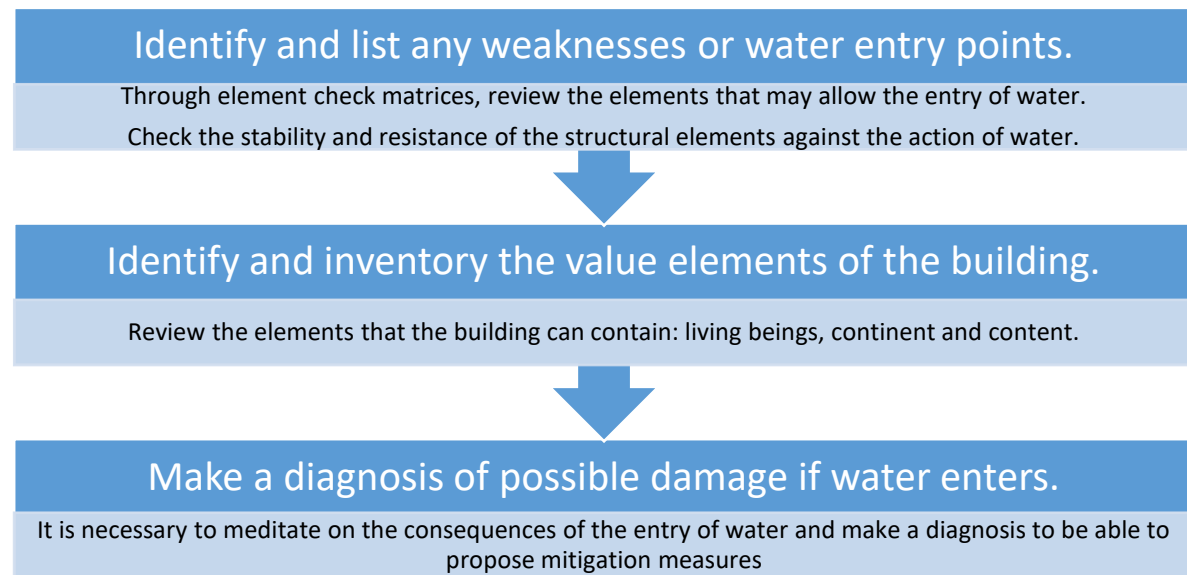 Identify and list any weaknesses or water entry points.
Through element check matrices, review the elements that may allow the entry of water.
Check the stability and resistance of the structural elements against the action of water.
Identify and inventory the value elements of the building.
Review the elements that the building can contain: living beings, continent and content.
Make a diagnosis of possible damage if water enters.
It is necessary to meditate on the consequences of the entry of water and make a diagnosis to be able to
propose mitigation measures